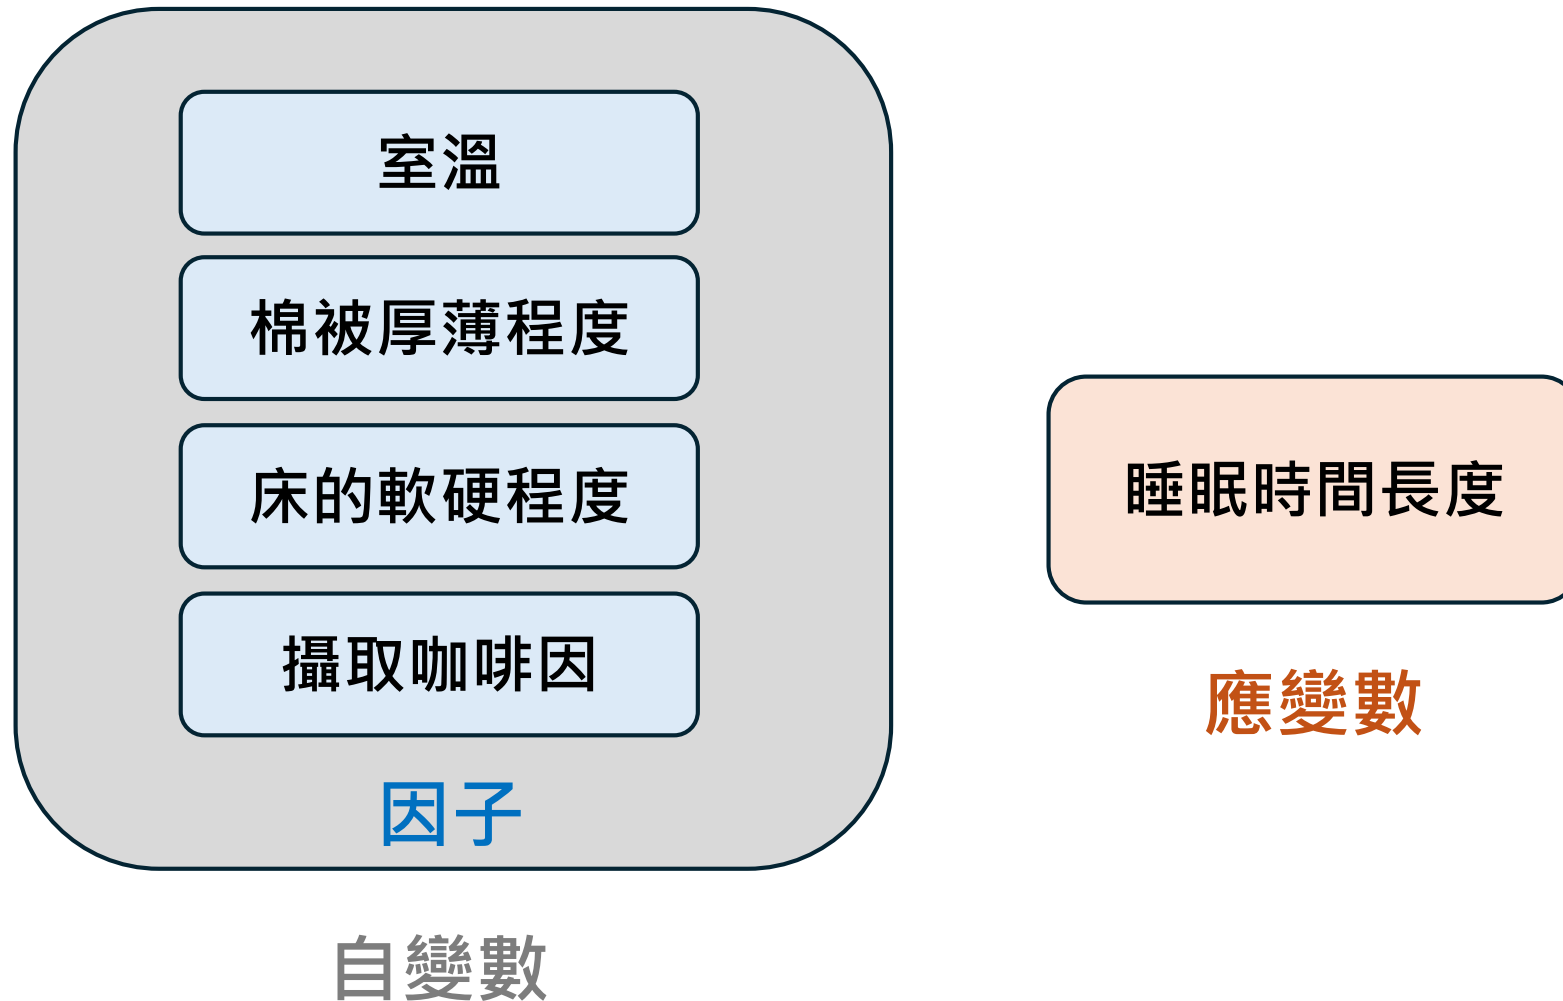 室溫
棉被厚薄程度
床的軟硬程度
攝取咖啡因
因子
自變數
睡眠時間長度
應變數